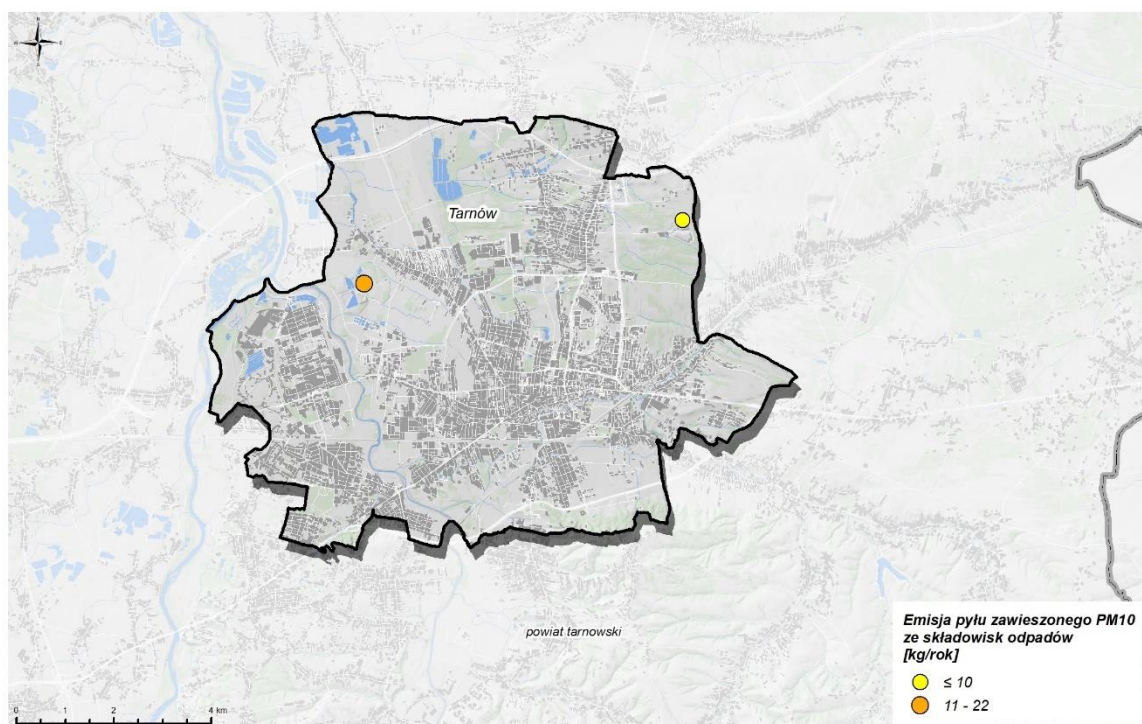 Tarnów
powiat tarnowski
Emisja pyłu zawieszonego PM10
ze składowisk odpadów
[kg/rok]
≤ 10
11 - 22
0 1 2 4 km